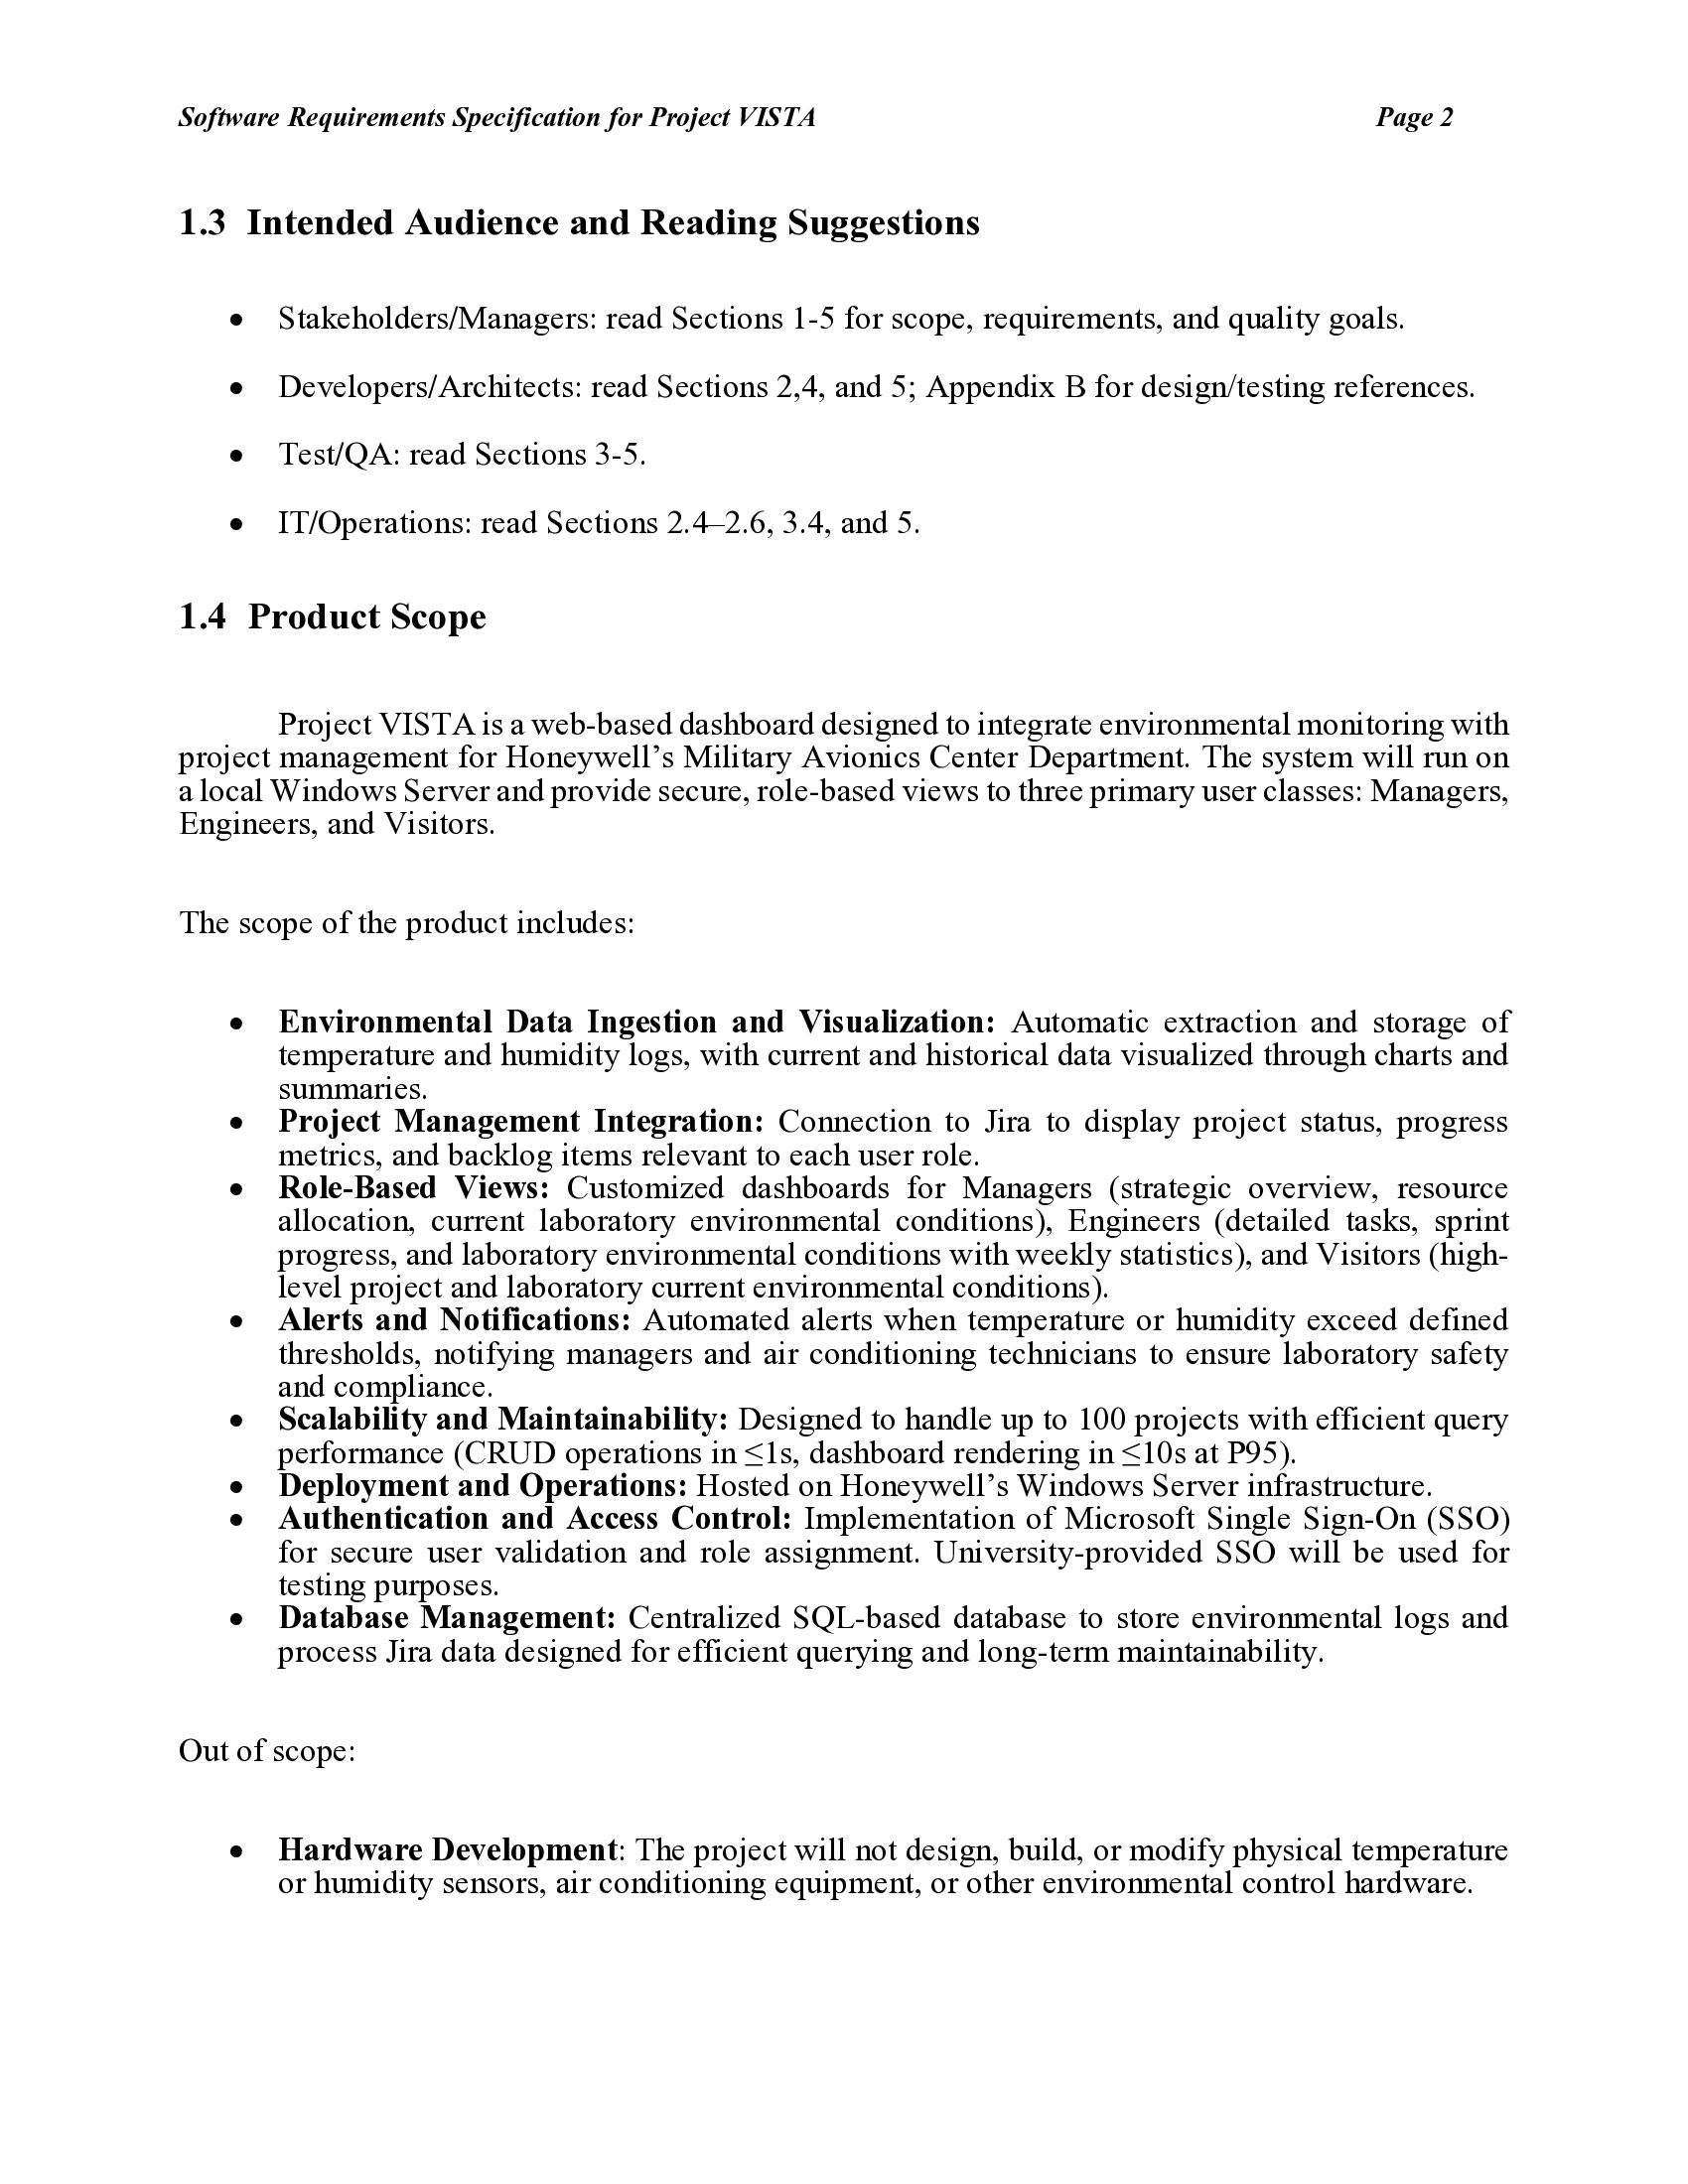 Software Requirements Specification for Project VISTA Page 2
1.3 Intended Audience and Reading Suggestions
• Stakeholders/Managers: read Sections 1-5 for scope, requirements, and quality goals.
• Developers/Architects: read Sections 2,4, and 5; Appendix B for design/testing references.
• Test/QA: read Sections 3-5.
• IT/Operations: read Sections 2.4–2.6, 3.4, and 5.
1.4 Product Scope
Project VISTA is a web-based dashboard designed to integrate environmental monitoring with
project management for Honeywell’s Military Avionics Center Department. The system will run on
a local Windows Server and provide secure, role-based views to three primary user classes: Managers,
Engineers, and Visitors.
The scope of the product includes:
• Environmental Data Ingestion and Visualization: Automatic extraction and storage of
temperature and humidity logs, with current and historical data visualized through charts and
summaries.
• Project Management Integration: Connection to Jira to display project status, progress
metrics, and backlog items relevant to each user role.
• Role-Based Views: Customized dashboards for Managers (strategic overview, resource
allocation, current laboratory environmental conditions), Engineers (detailed tasks, sprint
progress, and laboratory environmental conditions with weekly statistics), and Visitors (high-
level project and laboratory current environmental conditions).
• Alerts and Notifications: Automated alerts when temperature or humidity exceed defined
thresholds, notifying managers and air conditioning technicians to ensure laboratory safety
and compliance.
• Scalability and Maintainability: Designed to handle up to 100 projects with efficient query
performance (CRUD operations in ≤1s, dashboard rendering in ≤10s at P95).
• Deployment and Operations: Hosted on Honeywell’s Windows Server infrastructure.
• Authentication and Access Control: Implementation of Microsoft Single Sign-On (SSO)
for secure user validation and role assignment. University-provided SSO will be used for
testing purposes.
• Database Management: Centralized SQL-based database to store environmental logs and
process Jira data designed for efficient querying and long-term maintainability.
Out of scope:
• Hardware Development: The project will not design, build, or modify physical temperature
or humidity sensors, air conditioning equipment, or other environmental control hardware.